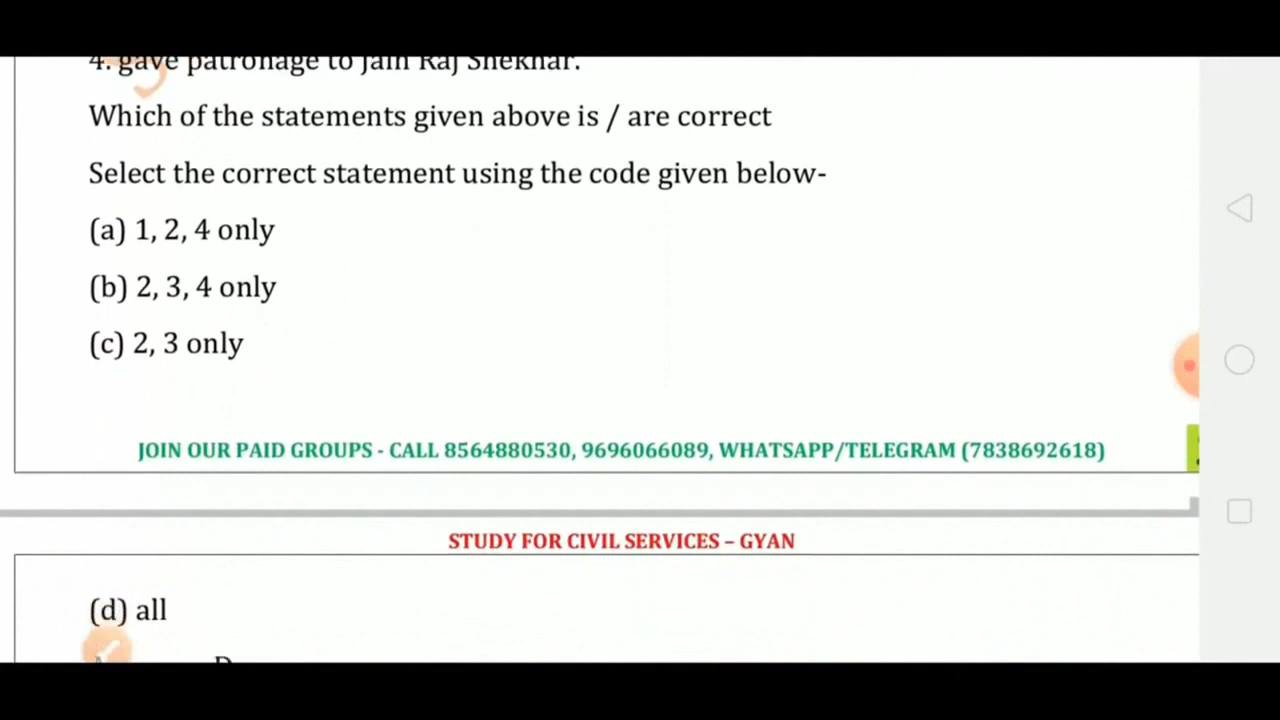 4. gave patronage to Jain Raj Shekhar.
Which of the statements given above is / are correct
Select the correct statement using the code given below-
(a) 1, 2, 4 only
(b) 2, 3, 4 only
(c) 2, 3 only
JOIN OUR PAID GROUPS - CALL 8564880530, 9696066089, WHATSAPP/TELEGRAM (7838692618)
STUDY FOR CIVIL SERVICES – GYAN
(d) all